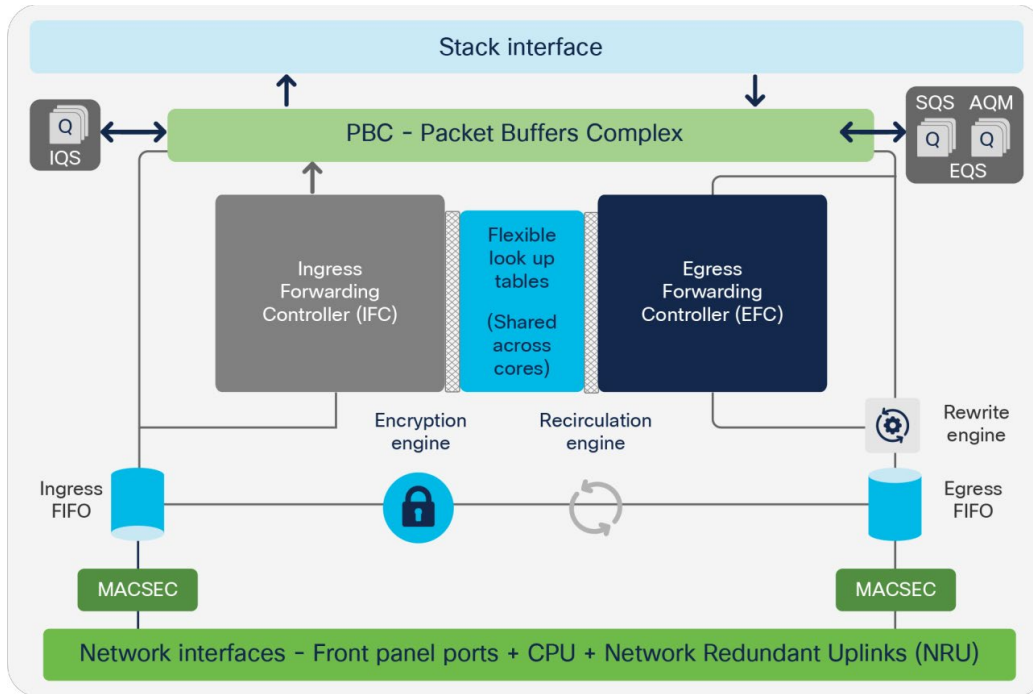 Stack interface
Q
IQS
PBC - Packet Buffers Complex
SQS AQM
Q Q
EQS
Ingress
Forwarding
Controller (IFC)
Flexible
look up
tables
(Shared
across
cores)
Egress
Forwarding
Controller (EFC)
Encryption
engine
Recirculation
engine
Rewrite
engine
Ingress
FIFO
Egress
FIFO
MACSEC
MACSEC
Network interfaces - Front panel ports + CPU + Network Redundant Uplinks (NRU)